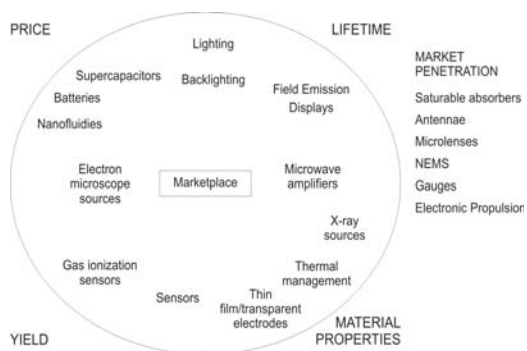 PRICE
LIFETIME
Lighting
Supercapacitors
Backlighting
Batteries
Field Emission
Displays
Nanofluidies
Electron
microscope
sources
Marketplace
Microwave
amplifiers
X-ray
sources
Gas ionization
sensors
Thermal
management
Sensors
Thin
film/transparent
electrodes
YIELD
MATERIAL
PROPERTIES
MARKET
PENETRATION
Saturable absorbers
Antennae
Microlenses
NEMS
Gauges
Electronic Propulsion